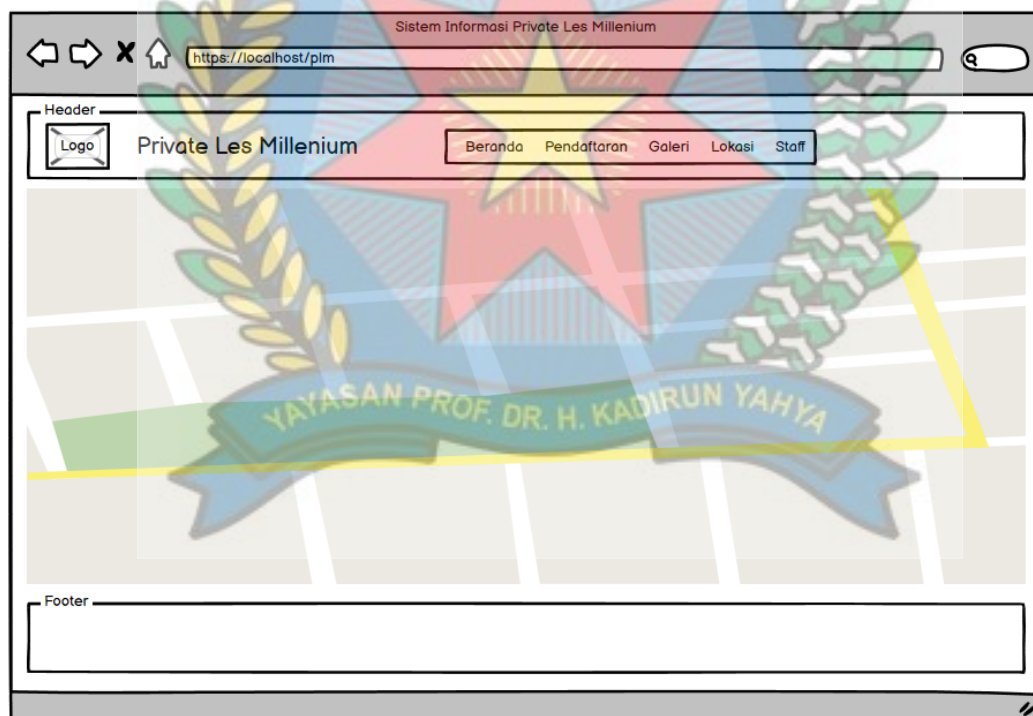 Sistem Informasi Private Les Millenium
https://localhost/plm
Header
Logo
Private Les Millenium
Beranda Pendaftaran Galeri Lokasi Staff
YAYASAN PROF. DR. H. KADIRUN YAHYA
Footer